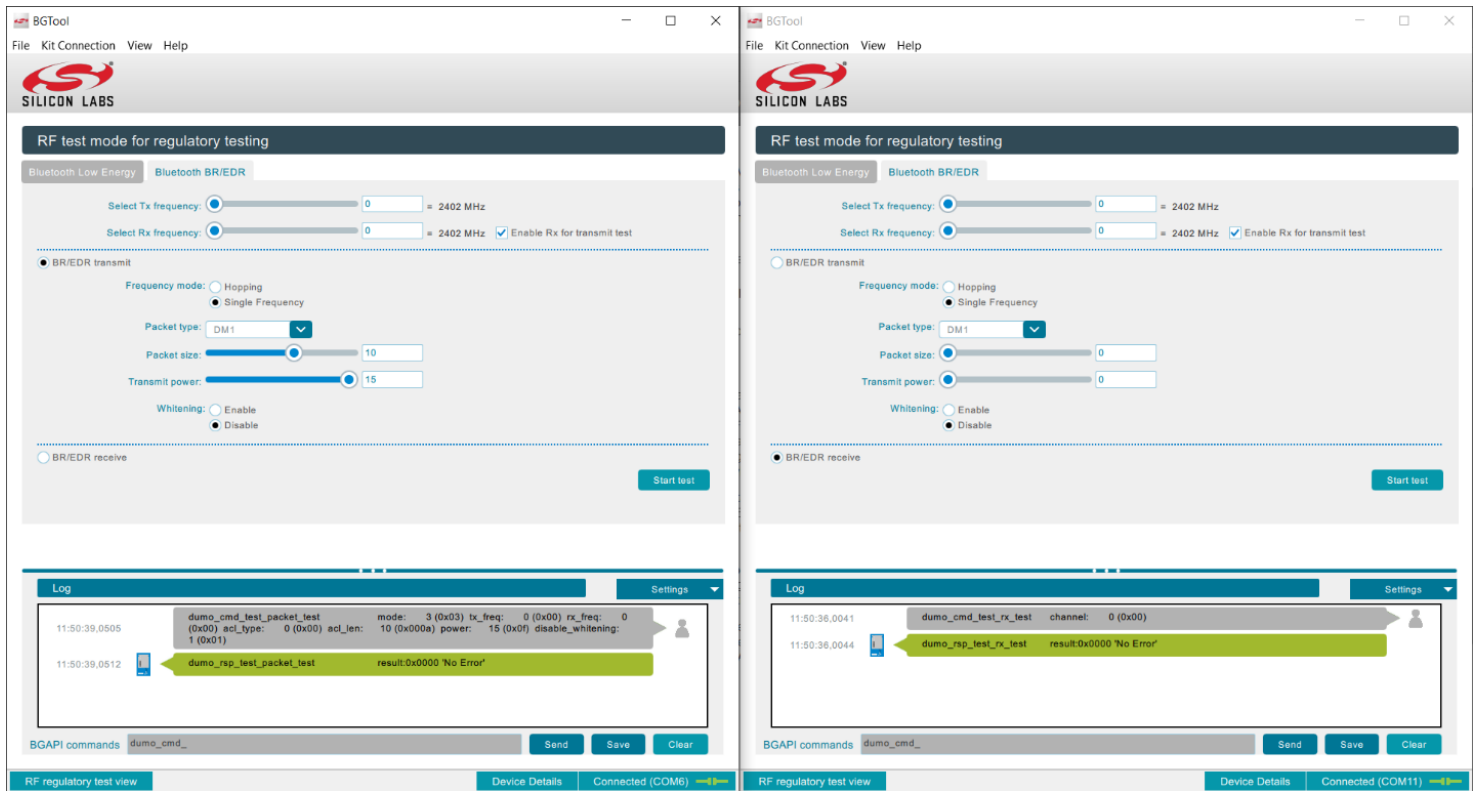 BGTool
File Kit Connection View Help
SILICON LABS
RF test mode for regulatory testing
Bluetooth Low Energy Bluetooth BR/EDR
Select Tx frequency: 0 = 2402 MHz
Select Rx frequency: 0 = 2402 MHz Enable Rx for transmit test
BR/EDR transmit
Frequency mode: Hopping
Single Frequency
Packet type: DM1
Packet size: 10
Transmit power: 15
Whitening: Enable
Disable
BR/EDR receive
Start test
Log Settings
11:50:39,0505
dumo_cmd_test_packet_test mode: 3 (0x03) tx_freq: 0 (0x00) rx_freq: 0
(0x00) acl_type: 0 (0x00) acl_len: 10 (0x000a) power: 15 (0x0f) disable_whitening:
1 (0x01)
11:50:39,0512 dumo_rsp_test_packet_test result:0x0000 'No Error'
BGAPI commands dumo_cmd_ Send Save Clear
RF regulatory test view Device Details Connected (COM6)
BGTool
File Kit Connection View Help
SILICON LABS
RF test mode for regulatory testing
Bluetooth Low Energy Bluetooth BR/EDR
Select Tx frequency: 0 = 2402 MHz
Select Rx frequency: 0 = 2402 MHz Enable Rx for transmit test
BR/EDR transmit
Frequency mode: Hopping
Single Frequency
Packet type: DM1
Packet size: 0
Transmit power: 0
Whitening: Enable
Disable
BR/EDR receive
Start test
Log Settings
11:50:36,0041 dumo_cmd_test_rx_test channel: 0 (0x00)
11:50:36,0044 dumo_rsp_test_rx_test result:0x0000 'No Error'
BGAPI commands dumo_cmd_ Send Save Clear
RF regulatory test view Device Details Connected (COM11)